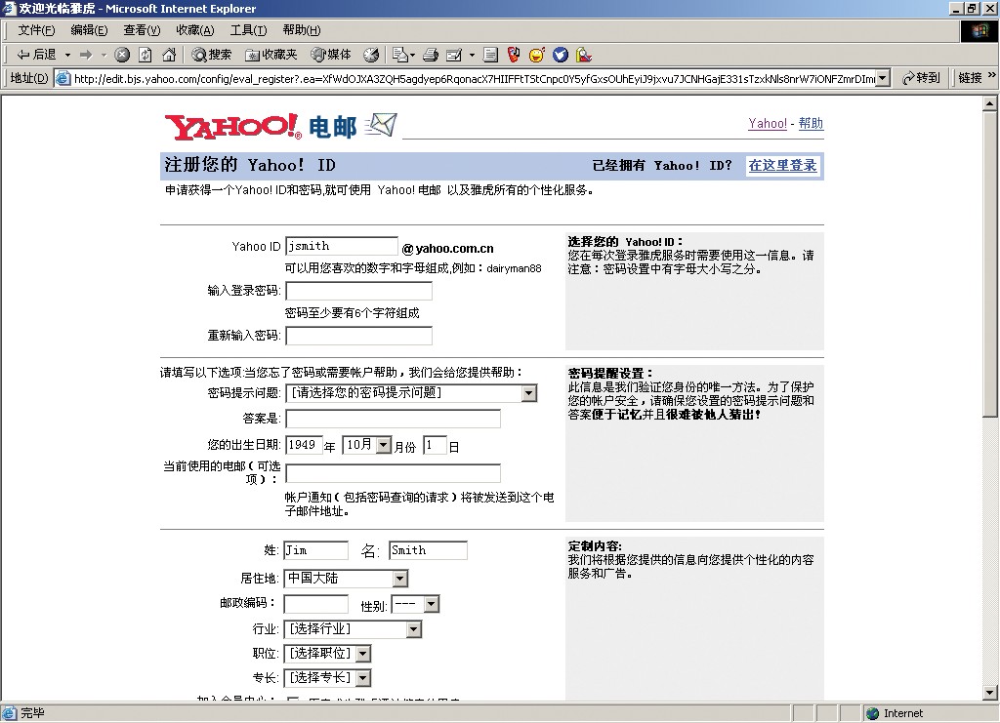 欢迎光临雅虎 - Microsoft Internet Explorer
文件(F) 编辑(E) 查看(V) 收藏(A) 工具(T) 帮助(H)
后退 搜索 收藏夹 媒体
地址(D) http://edit.bjs.yahoo.com/config/eval_register?.ea=XfWdOJXA3ZQH5agdyep6RqonacX7HIIFFtTStCnpc0Y5yfGxsOUhEyiJ9jxvu7JCNHGajE331sTzxkNls8nrW7iONFZmrDIm 转到 链接 »
YAHOO! 电邮
Yahoo! - 帮助
注册您的 Yahoo! ID 已经拥有 Yahoo! ID? 在这里登录
申请获得一个Yahoo! ID和密码,就可使用 Yahoo! 电邮 以及雅虎所有的个性化服务。
Yahoo ID jsmith @yahoo.com.cn
可以用您喜欢的数字和字母组成,例如：dairyman88
输入登录密码:
密码至少要有6个字符组成
重新输入密码:
选择您的 Yahoo! ID：
您在每次登录雅虎服务时需要使用这一信息。请
注意：密码设置中有字母大小写之分。
请填写以下选项:当您忘了密码或需要帐户帮助，我们会给您提供帮助：
密码提示问题: [请选择您的密码提示问题]
答案是:
您的出生日期: 1949 年 10月 月份 1 日
当前使用的电邮（可选
项）：
帐户通知（包括密码查询的请求）将被发送到这个电
子邮件地址。
密码提醒设置：
此信息是我们验证您身份的唯一方法。为了保护
您的帐户安全，请确保您设置的密码提示问题和
答案便于记忆并且很难被他人猜出!
姓: Jim 名: Smith
居住地: 中国大陆
邮政编码： 性别: ---
行业: [选择行业]
职位: [选择职位]
专长: [选择专长]
定制内容:
我们将根据您提供的信息向您提供个性化的内容
服务和广告。
完毕 Internet